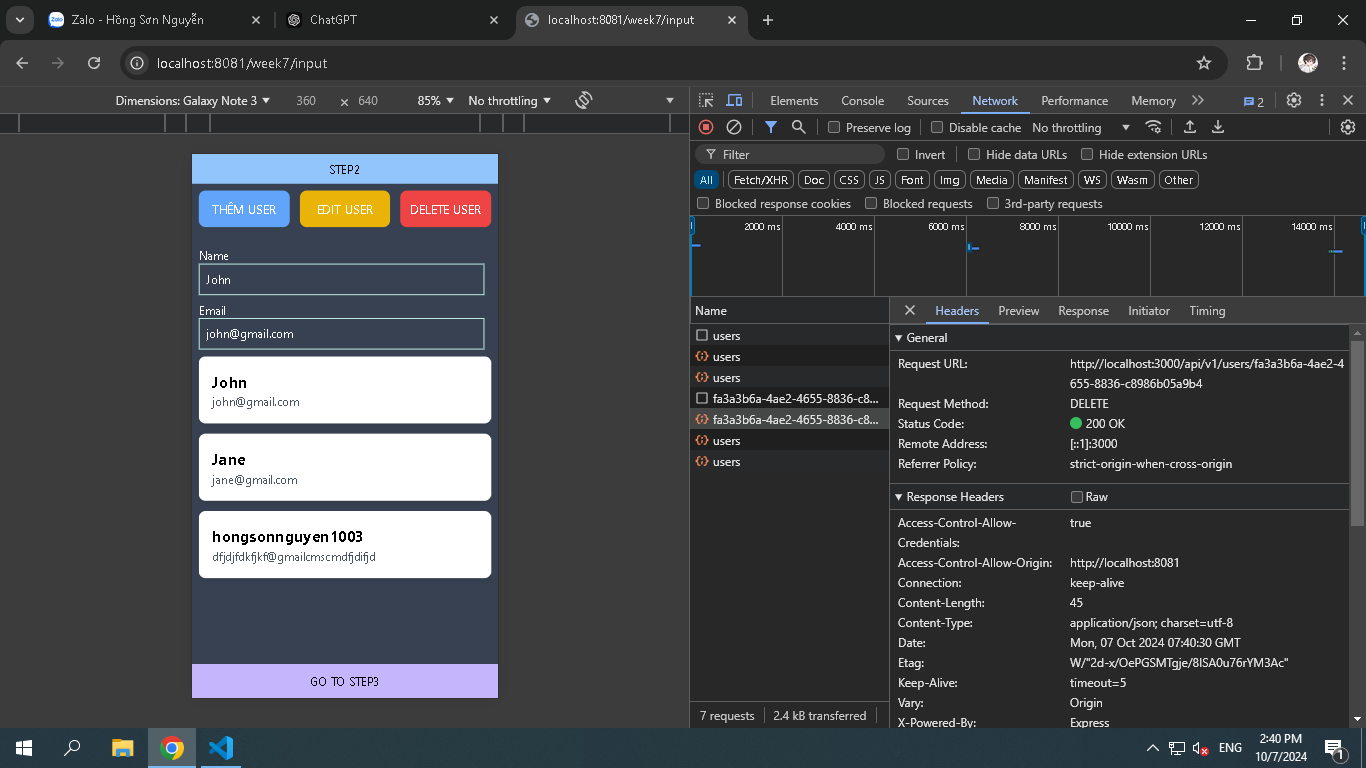 Zalo - Hồng Sơn Nguyễn
ChatGPT
localhost:8081/week7/input
localhost:8081/week7/input
Dimensions: Galaxy Note 3 360 × 640 85% No throttling
Elements Console Sources Network Performance Memory 2
Preserve log Disable cache No throttling
Filter Invert Hide data URLs Hide extension URLs
All Fetch/XHR Doc CSS JS Font Img Media Manifest WS Wasm Other
Blocked response cookies Blocked requests 3rd-party requests
2000 ms 4000 ms 6000 ms 8000 ms 10000 ms 12000 ms 14000 ms
STEP2
THÊM USER EDIT USER DELETE USER
Name
John
Email
john@gmail.com
John
john@gmail.com
Jane
jane@gmail.com
hongsonnguyen1003
dfjdjfdkfjkf@gmailcmscmdfjdifjd
GO TO STEP3
Name
users
users
users
fa3a3b6a-4ae2-4655-8836-c8...
fa3a3b6a-4ae2-4655-8836-c8...
users
users
7 requests 2.4 kB transferred
Headers Preview Response Initiator Timing
General
Request URL: http://localhost:3000/api/v1/users/fa3a3b6a-4ae2-4
655-8836-c8986b05a9b4
Request Method: DELETE
Status Code: 200 OK
Remote Address: [::1]:3000
Referrer Policy: strict-origin-when-cross-origin
Response Headers Raw
Access-Control-Allow- true
Credentials:
Access-Control-Allow-Origin: http://localhost:8081
Connection: keep-alive
Content-Length: 45
Content-Type: application/json; charset=utf-8
Date: Mon, 07 Oct 2024 07:40:30 GMT
Etag: W/"2d-x/OePGSMTgje/8lSA0u76rYM3Ac"
Keep-Alive: timeout=5
Vary: Origin
X-Powered-By: Express
ENG
2:40 PM
10/7/2024
1